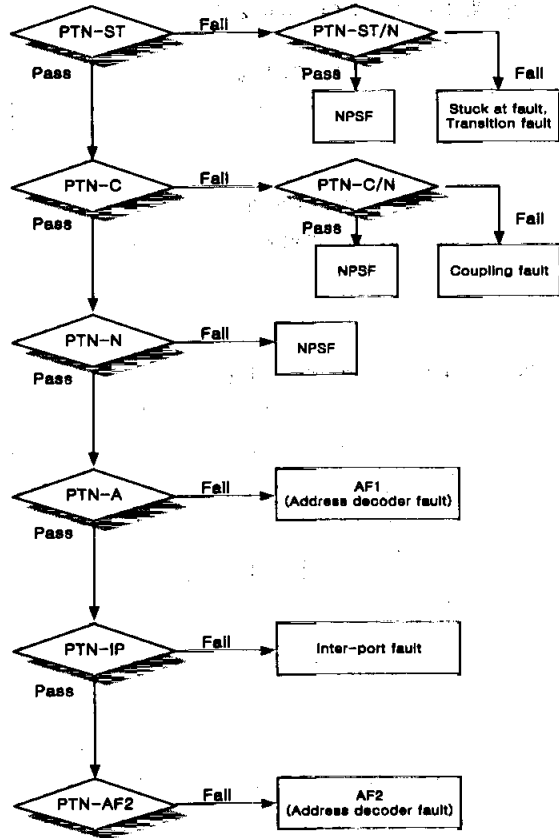 PTN-ST
Fail
PTN-ST/N
Pass
Pass
Fail
NPSF
Stuck at fault,
Transition fault
PTN-C
Fail
PTN-C/N
Pass
Pass
Fail
NPSF
Coupling fault
PTN-N
Fail
NPSF
Pass
PTN-A
Fail
AF1
(Address decoder fault)
Pass
PTN-IP
Fail
Inter-port fault
Pass
PTN-AF2
Fail
AF2
(Address decoder fault)